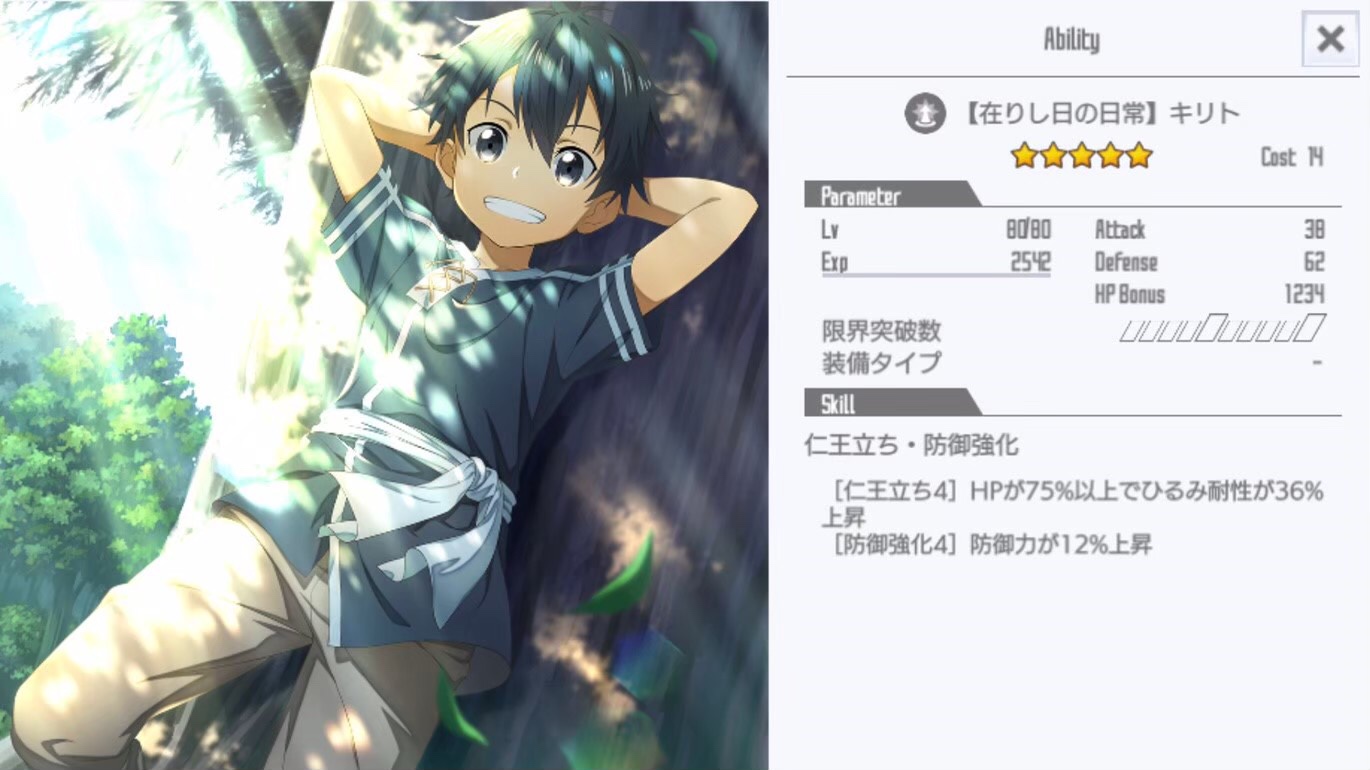 Ability
【在りし日の日常】キリト
Cost 14
Parameter
Lv 80/80
Attack 38
Exp 2542
Defense 62
HP Bonus 1234
限界突破数
装備タイプ -
Skill
仁王立ち・防御強化
［仁王立ち4］HPが75%以上でひるみ耐性が36%
上昇
［防御強化4］防御力が12%上昇